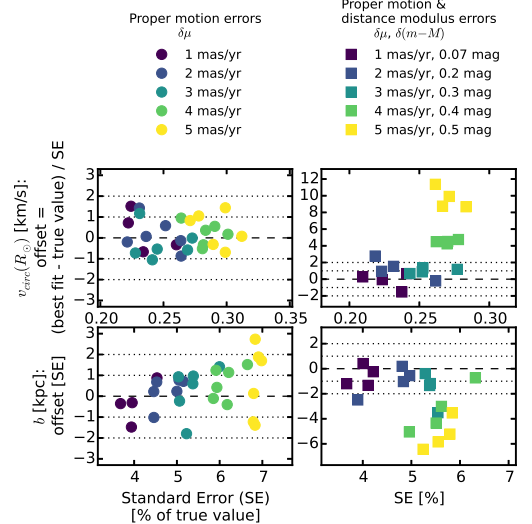 Proper motion errors
δμ
1 mas/yr
2 mas/yr
3 mas/yr
4 mas/yr
5 mas/yr
Proper motion &
distance modulus errors
δμ, δ(m−M)
1 mas/yr, 0.07 mag
2 mas/yr, 0.2 mag
3 mas/yr, 0.3 mag
4 mas/yr, 0.4 mag
5 mas/yr, 0.5 mag
v_circ(R_☉) [km/s]:
offset =
(best fit - true value) / SE
3
2
1
0
−1
−2
−3
0.20 0.25 0.30 0.35
12
10
8
6
4
2
0
−2
0.20 0.25 0.30
b [kpc]:
offset [SE]
3
2
1
0
−1
−2
−3
4 5 6 7
Standard Error (SE)
[% of true value]
2
0
−2
−4
−6
4 5 6 7
SE [%]